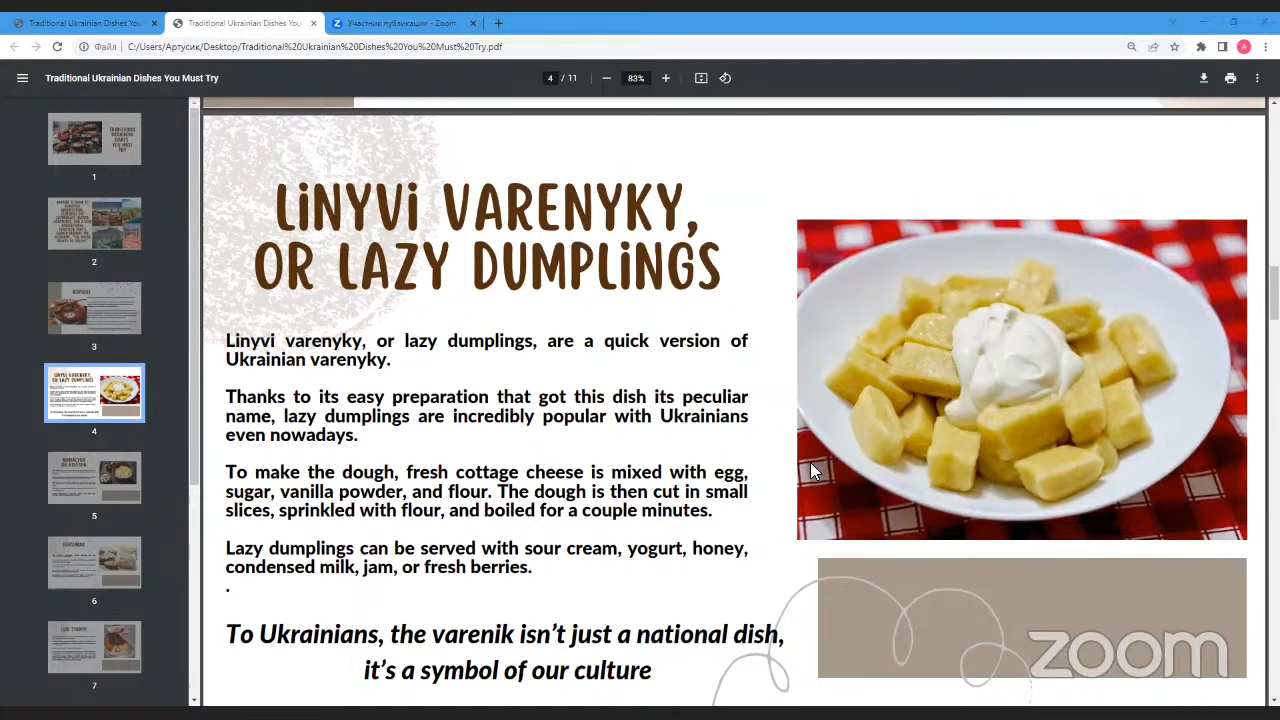 Traditional Ukrainian Dishes You
Traditional Ukrainian Dishes You
Участник публикации - Zoom
Файл
C:/Users/Артусик/Desktop/Traditional%20Ukrainian%20Dishes%20You%20Must%20Try.pdf
A
Traditional Ukrainian Dishes You Must Try
4 / 11
83%
1
2
3
4
5
6
7
LiNYVi VARENYKY,
OR LAZY DUMPLiNGS
Linyvi varenyky, or lazy dumplings, are a quick version of
Ukrainian varenyky.
Thanks to its easy preparation that got this dish its peculiar
name, lazy dumplings are incredibly popular with Ukrainians
even nowadays.
To make the dough, fresh cottage cheese is mixed with egg,
sugar, vanilla powder, and flour. The dough is then cut in small
slices, sprinkled with flour, and boiled for a couple minutes.
Lazy dumplings can be served with sour cream, yogurt, honey,
condensed milk, jam, or fresh berries.
.
To Ukrainians, the varenik isn't just a national dish,
it's a symbol of our culture
zoom